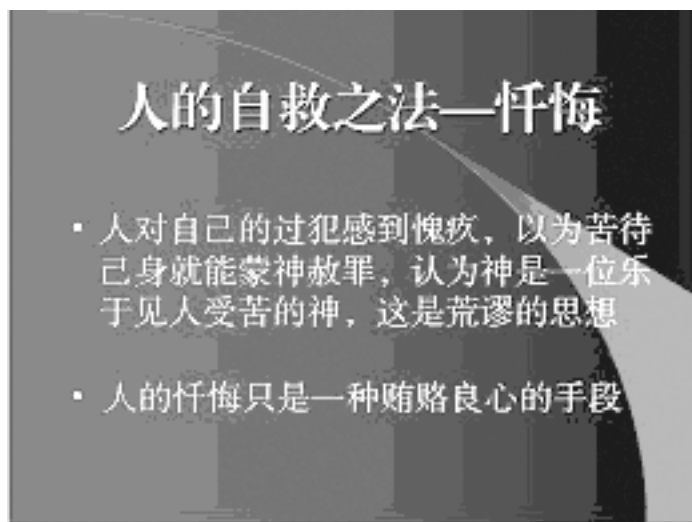 人的自救之法—忏悔
• 人对自己的过犯感到愧疚，以为苦待
己身就能蒙神赦罪，认为神是一位乐
于见人受苦的神，这是荒谬的思想
• 人的忏悔只是一种贿赂良心的手段